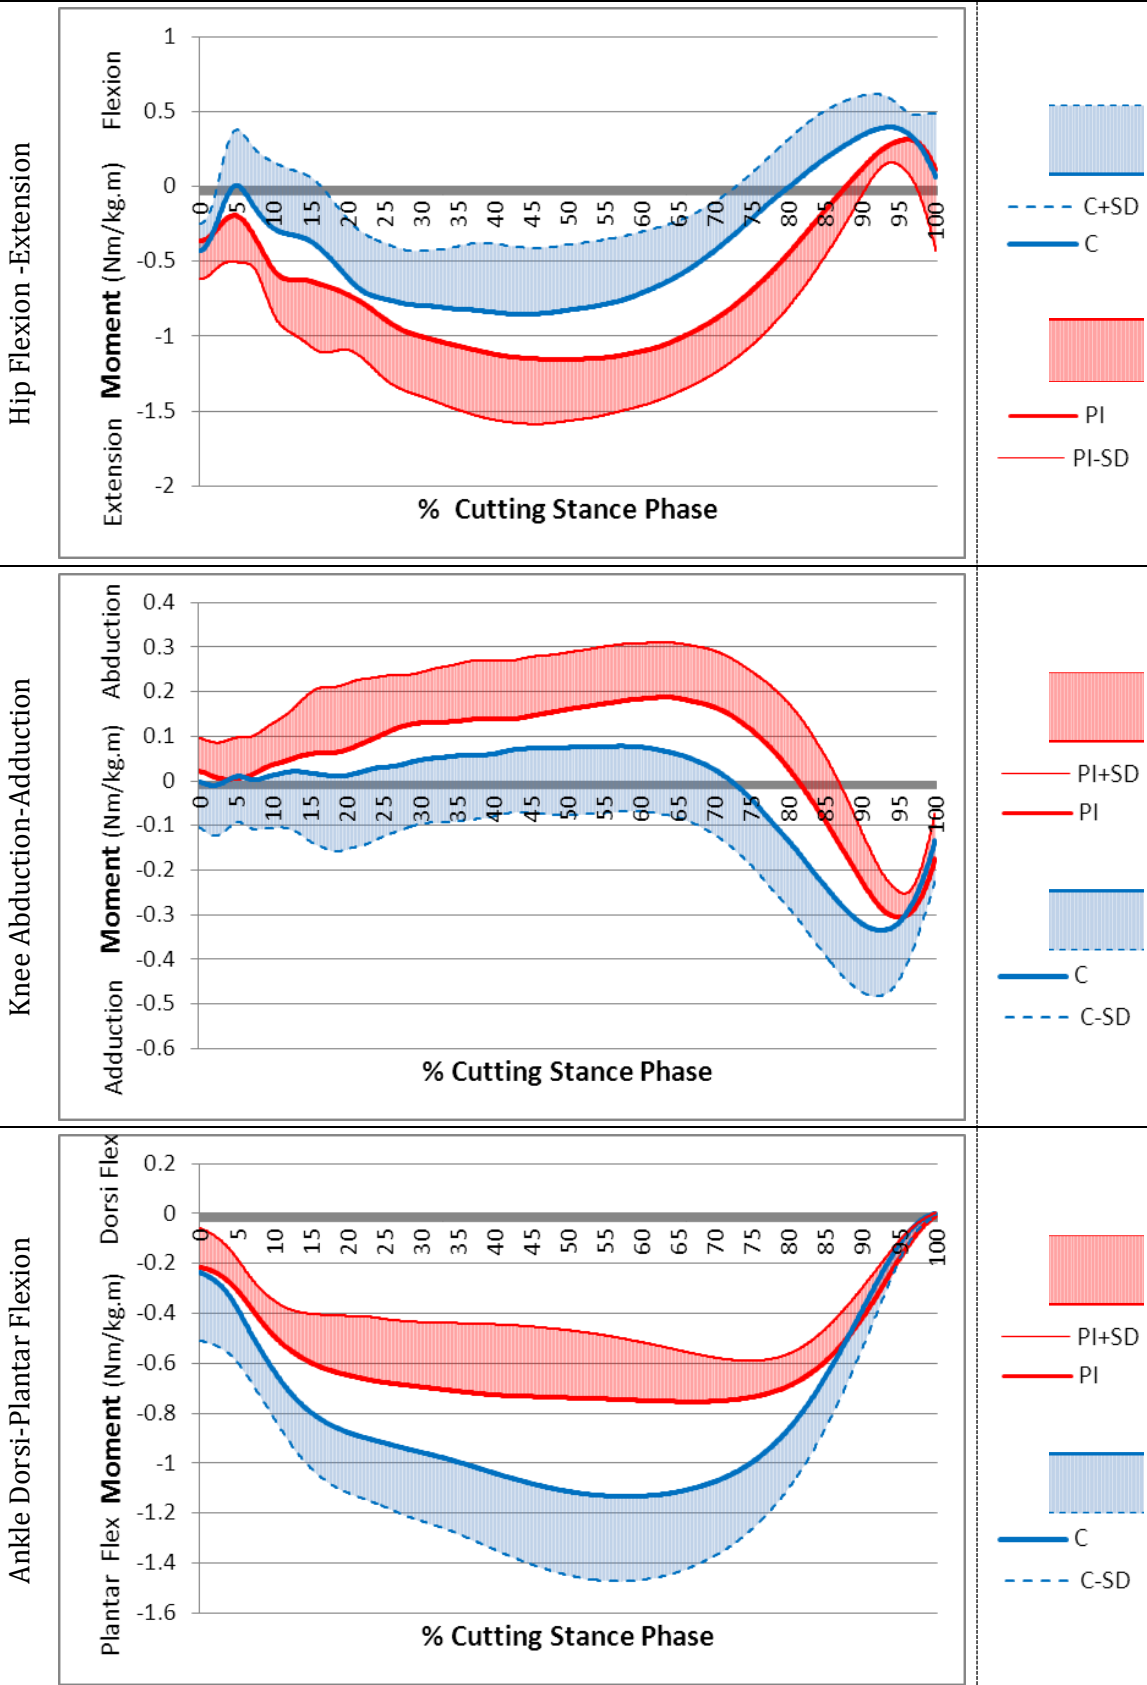 Hip Flexion -Extension
Extension Moment (Nm/kg.m) Flexion
1
0.5
0
-0.5
-1
-1.5
-2
0 5 10 15 20 25 30 35 40 45 50 55 60 65 70 75 80 85 90 95 100
% Cutting Stance Phase
C+SD
C
PI
PI-SD
Knee Abduction-Adduction
Adduction Moment (Nm/kg.m) Abduction
0.4
0.3
0.2
0.1
0
-0.1
-0.2
-0.3
-0.4
-0.5
-0.6
0 5 10 15 20 25 30 35 40 45 50 55 60 65 70 75 80 85 90 95 100
% Cutting Stance Phase
PI+SD
PI
C
C-SD
Ankle Dorsi-Plantar Flexion
Plantar Flex Moment (Nm/kg.m) Dorsi Flex
0.2
0
-0.2
-0.4
-0.6
-0.8
-1
-1.2
-1.4
-1.6
0 5 10 15 20 25 30 35 40 45 50 55 60 65 70 75 80 85 90 95 100
% Cutting Stance Phase
PI+SD
PI
C
C-SD